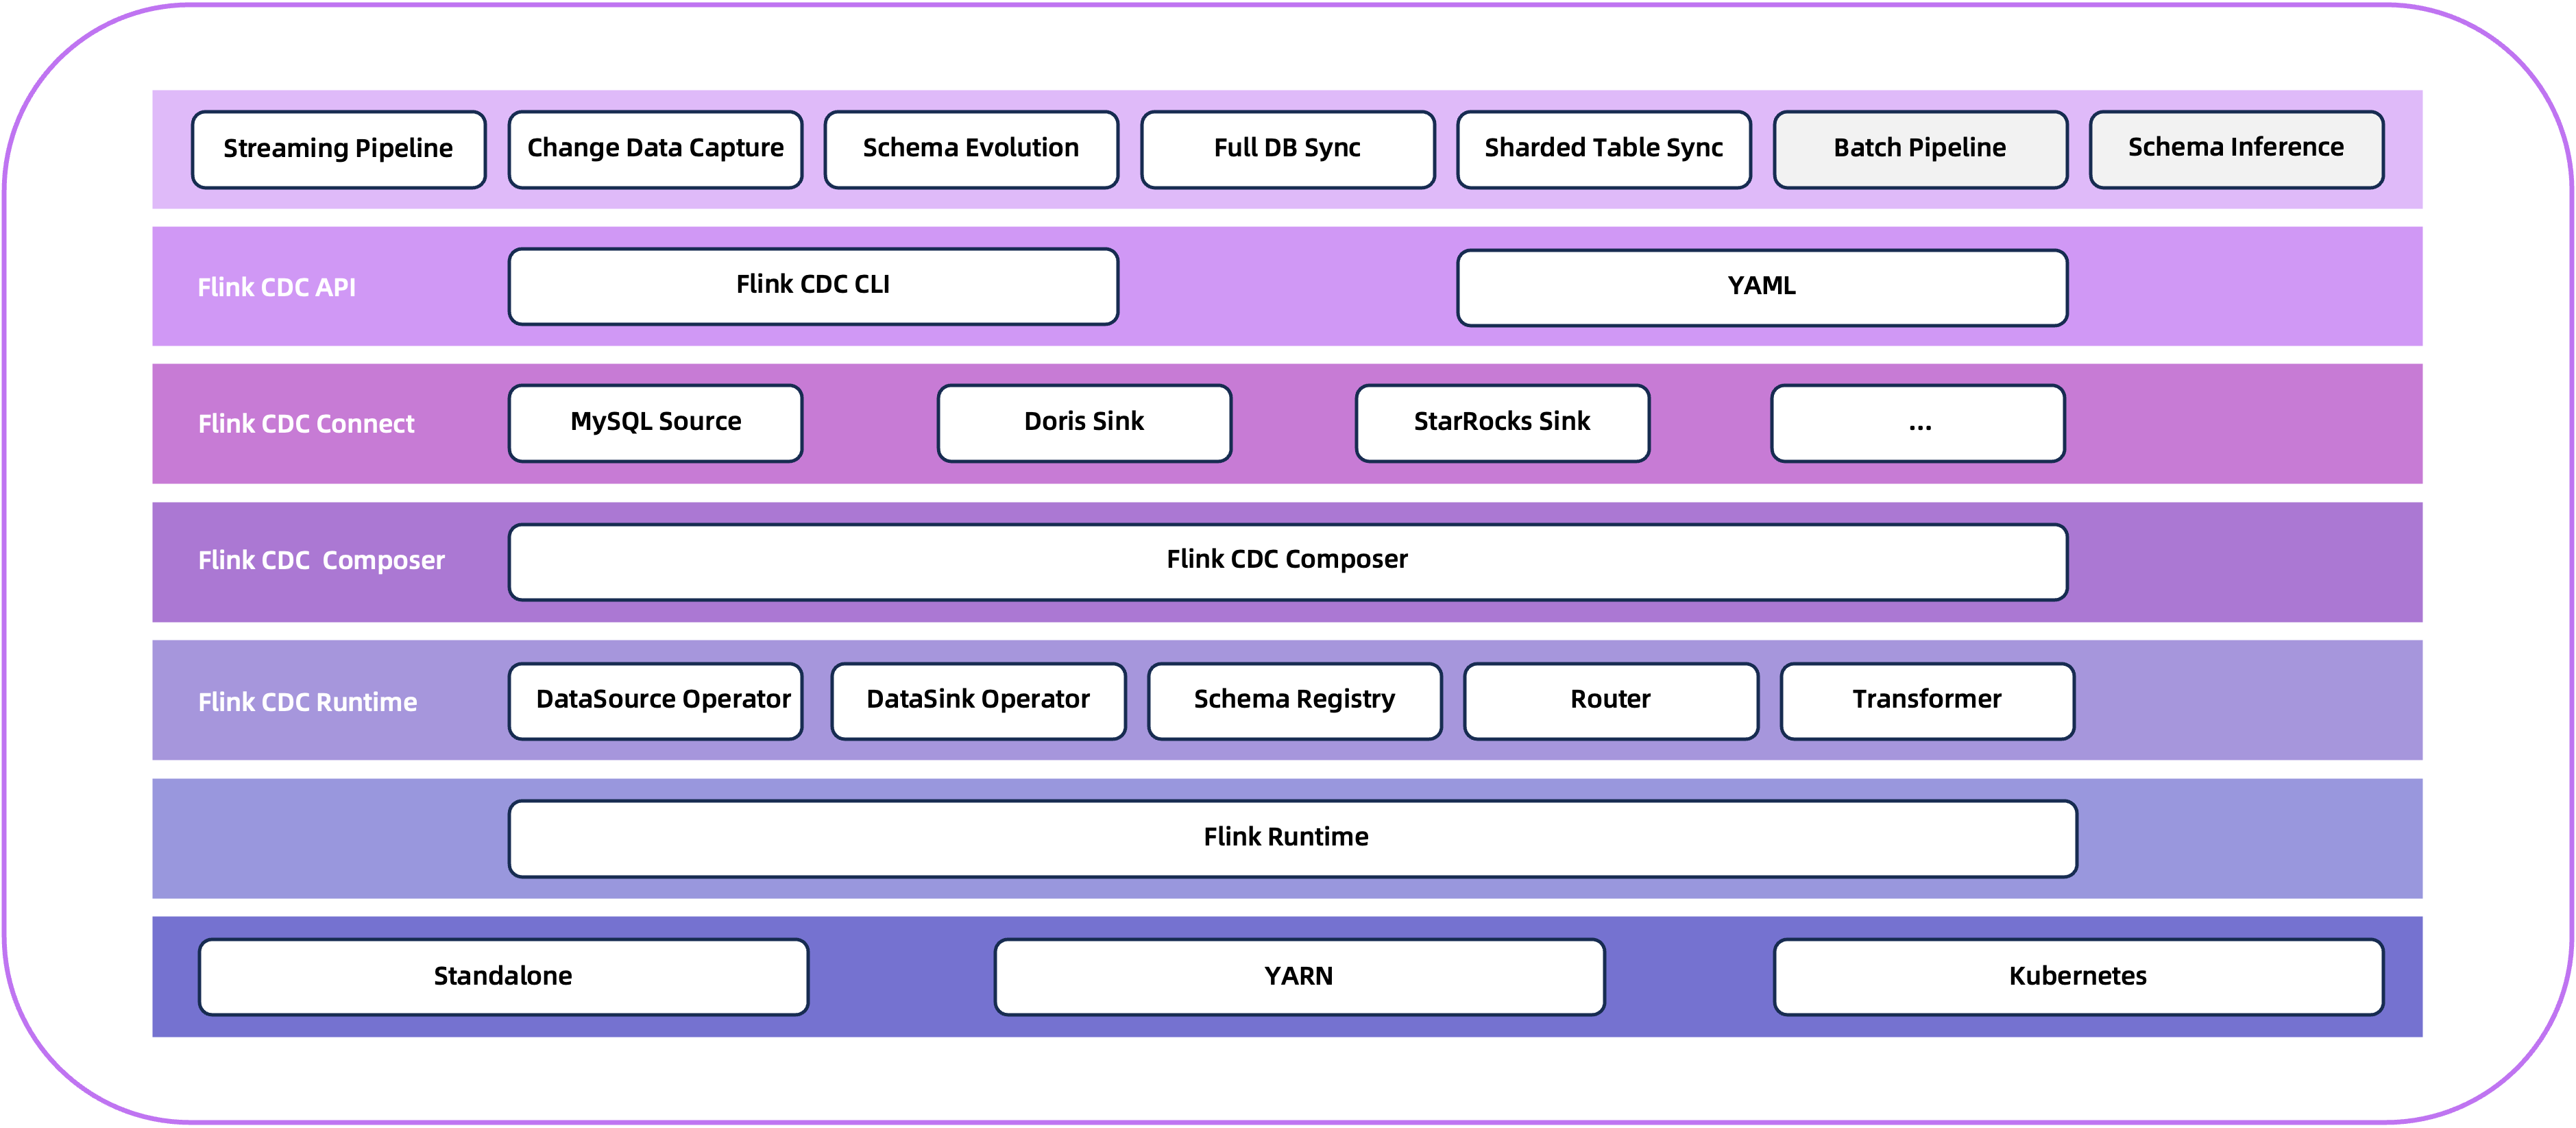 Streaming Pipeline
Change Data Capture
Schema Evolution
Full DB Sync
Sharded Table Sync
Batch Pipeline
Schema Inference
Flink CDC API
Flink CDC CLI
YAML
Flink CDC Connect
MySQL Source
Doris Sink
StarRocks Sink
...
Flink CDC  Composer
Flink CDC Composer
Flink CDC Runtime
DataSource Operator
DataSink Operator
Schema Registry
Router
Transformer
Flink Runtime
Standalone
YARN
Kubernetes